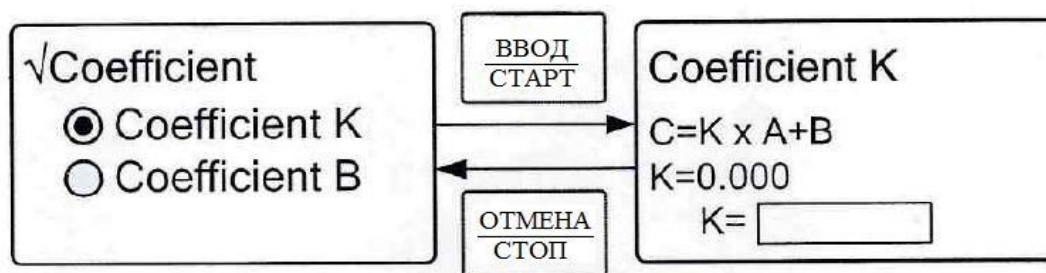 √Coefficient
Coefficient K
Coefficient B
ВВОД
СТАРТ
ОТМЕНА
СТОП
Coefficient K
C=K x A+B
K=0.000
K=